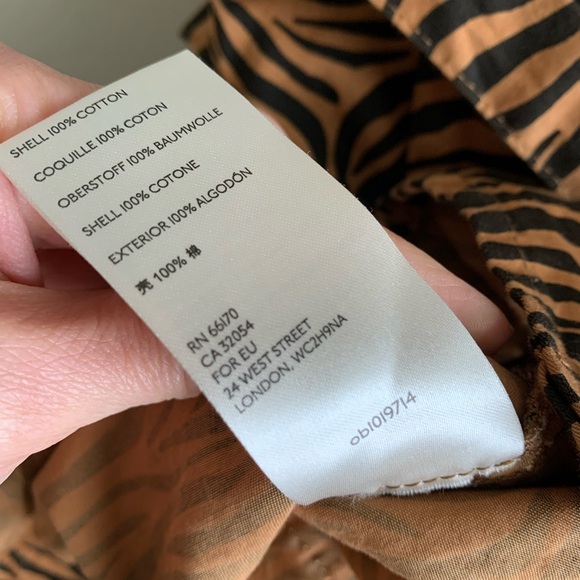 SHELL 100% COTTON
COQUILLE 100% COTON
OBERSTOFF 100% BAUMWOLLE
SHELL 100% COTONE
EXTERIOR 100% ALGODÓN
壳 100% 棉
RN 66170
CA 32054
FOR EU
24 WEST STREET
LONDON, WC2H9NA
ob1019714